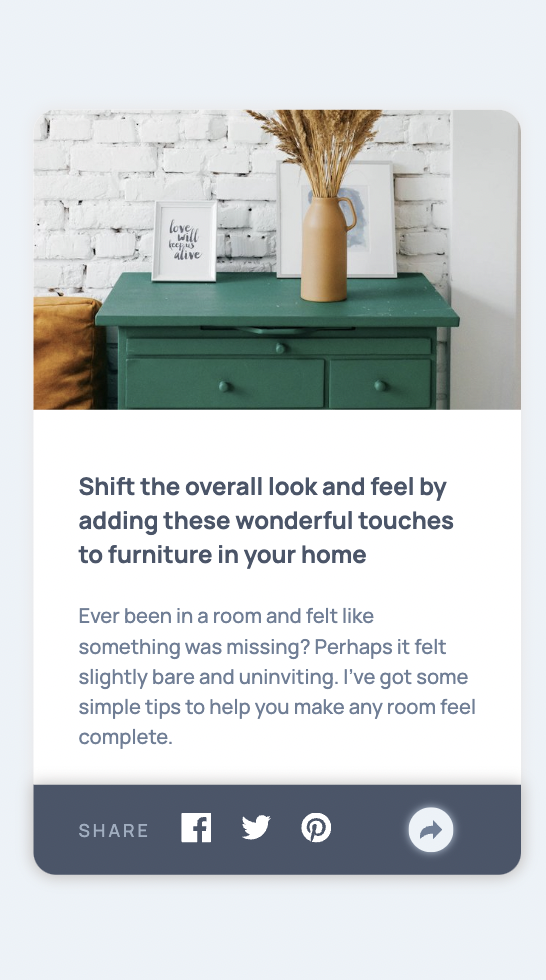 love
will
keep us
alive
Shift the overall look and feel by
adding these wonderful touches
to furniture in your home
Ever been in a room and felt like
something was missing? Perhaps it felt
slightly bare and uninviting. I've got some
simple tips to help you make any room feel
complete.
SHARE